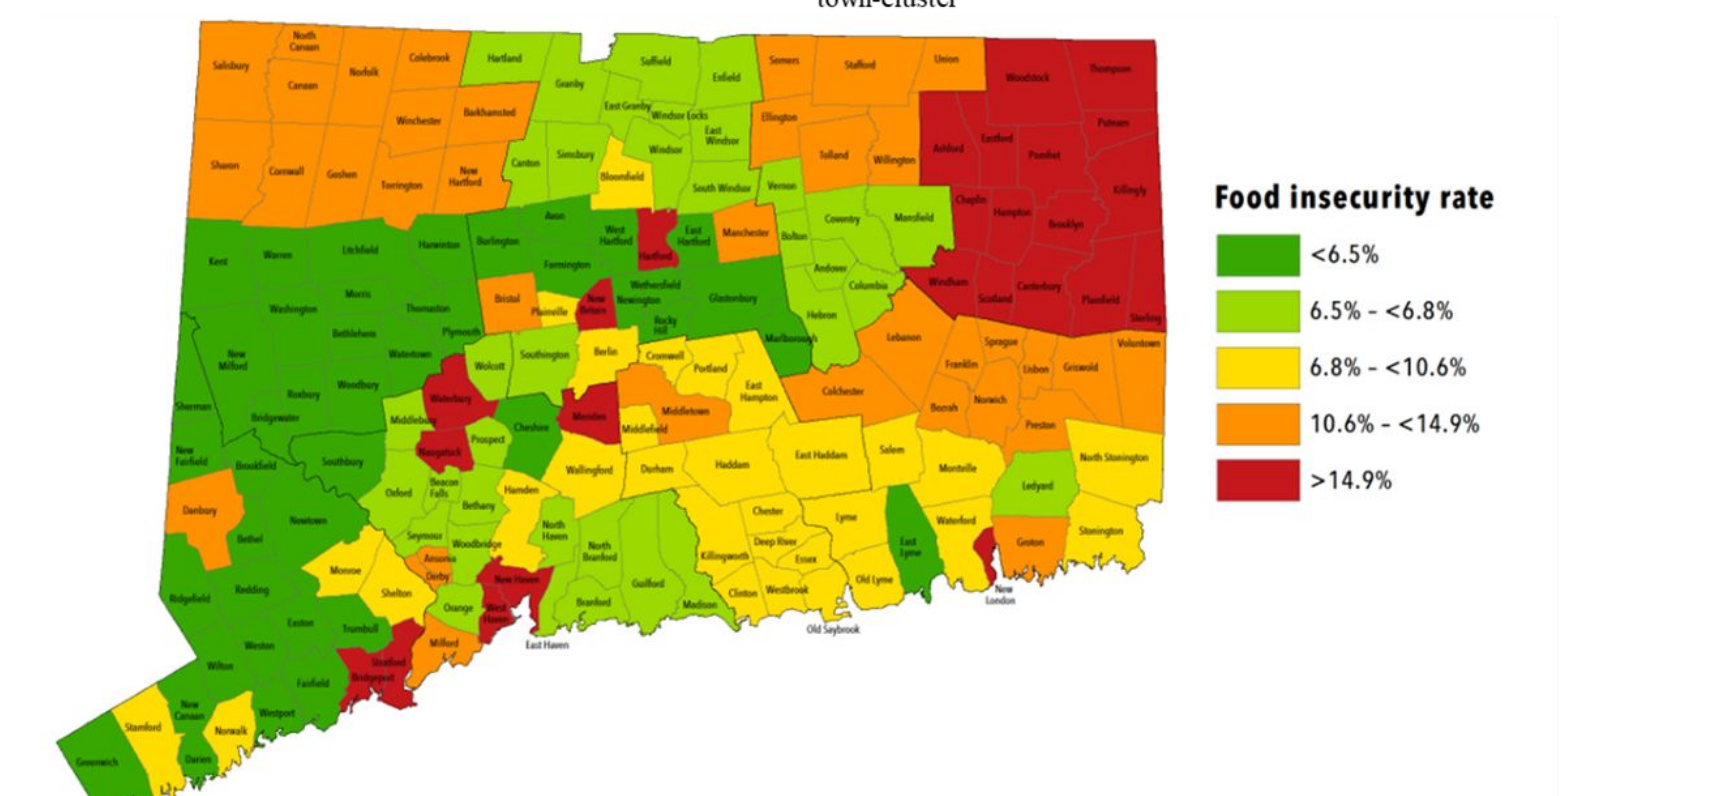 town-cluster
North
Canaan
Salisbury
Canaan
Norfolk
Colebrook
Hartland
Suffield
Granby
Enfield
Somers
Stafford
Union
Woodstock
Thompson
Winchester
Barkhamsted
East Granby
Windsor Locks
East
Windsor
Ellington
Putnam
Sharon
Cornwall
Goshen
Torrington
New
Hartford
Canton
Simsbury
Windsor
Bloomfield
South Windsor
Vernon
Tolland
Willington
Ashford
Eastford
Pomfret
Killingly
Kent
Warren
Litchfield
Harwinton
Burlington
Avon
West
Hartford
Hartford
East
Hartford
Manchester
Bolton
Coventry
Mansfield
Chaplin
Hampton
Brooklyn
Farmington
Andover
Columbia
Windham
Scotland
Canterbury
Plainfield
Sterling
Washington
Morris
Thomaston
Bristol
Plainville
New
Britain
Wethersfield
Newington
Rocky
Hill
Glastonbury
Hebron
Marlborough
Bethlehem
Plymouth
Watertown
New
Milford
Wolcott
Southington
Berlin
Cromwell
Portland
East
Hampton
Lebanon
Sprague
Franklin
Lisbon
Griswold
Voluntown
Sherman
Roxbury
Woodbury
Bridgewater
Middlebury
Waterbury
Cheshire
Meriden
Middletown
Middlefield
Colchester
Bozrah
Norwich
Preston
New
Fairfield
Brookfield
Southbury
Naugatuck
Prospect
Wallingford
Durham
Haddam
East Haddam
Salem
Montville
North Stonington
Ledyard
Danbury
Newtown
Bethel
Oxford
Beacon
Falls
Bethany
Hamden
North
Haven
Seymour
Woodbridge
North
Branford
Chester
Deep River
Essex
Killingworth
Lyme
East
Lyme
Waterford
Groton
Stonington
Monroe
Ansonia
Derby
Shelton
New Haven
West
Haven
Orange
Branford
Guilford
Madison
Clinton
Westbrook
Old Lyme
New
London
Old Saybrook
East Haven
Ridgefield
Redding
Easton
Trumbull
Milford
Weston
Wilton
Stratford
Bridgeport
Fairfield
Stamford
New
Canaan
Norwalk
Westport
Greenwich
Darien
Food insecurity rate
<6.5%
6.5% - <6.8%
6.8% - <10.6%
10.6% - <14.9%
>14.9%